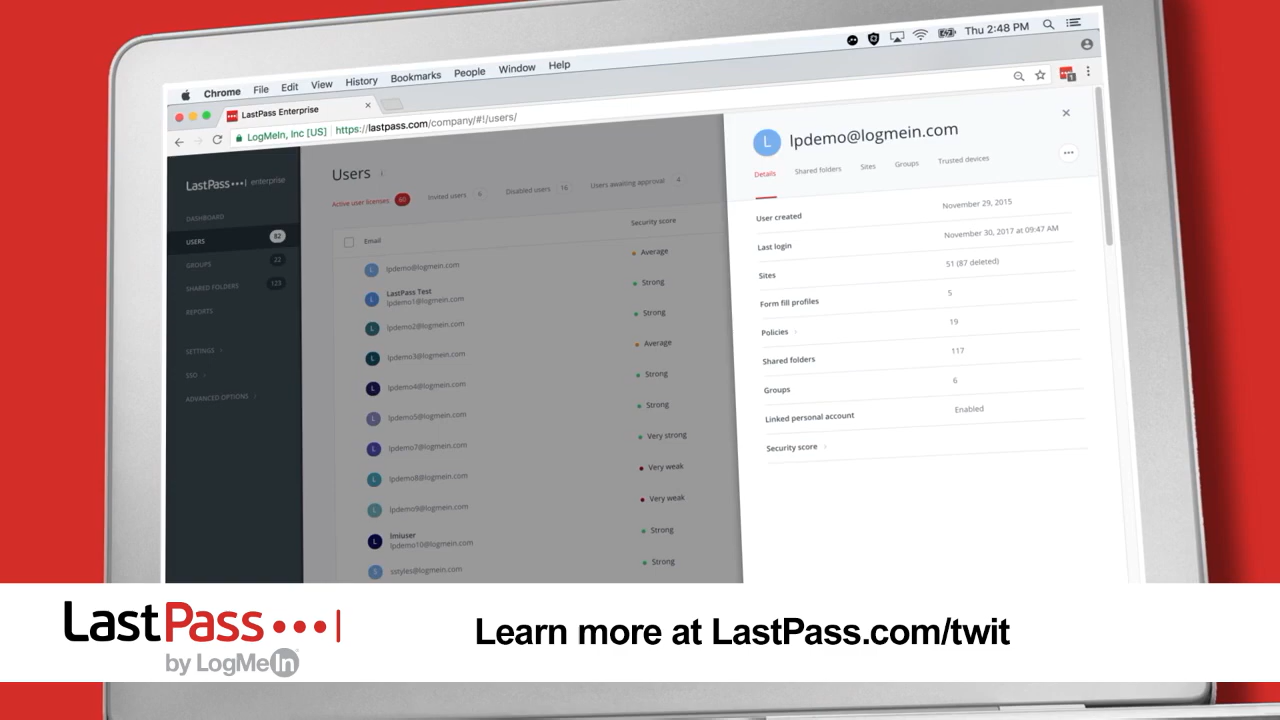 Chrome File Edit View History Bookmarks People Window Help Thu 2:48 PM
LastPass Enterprise
LogMeIn, Inc [US] https://lastpass.com/company/#!/users/
1
LastPass enterprise
DASHBOARD
USERS 82
GROUPS 22
SHARED FOLDERS 123
REPORTS
SETTINGS
SSO
ADVANCED OPTIONS
Users
Active user licenses 60 Invited users 6 Disabled users 16 Users awaiting approval 4
Email Security score
L lpdemo@logmein.com Average
L LastPass Test
lpdemo1@logmein.com Strong
L lpdemo2@logmein.com Strong
L lpdemo3@logmein.com Average
L lpdemo4@logmein.com Strong
L lpdemo5@logmein.com Strong
L lpdemo7@logmein.com Very strong
L lpdemo8@logmein.com Very weak
L lpdemo9@logmein.com Very weak
L lmiuser
lpdemo10@logmein.com Strong
S sstyles@logmein.com Strong
L lpdemo@logmein.com
Details Shared folders Sites Groups Trusted devices
User created November 29, 2015
Last login November 30, 2017 at 09:47 AM
Sites 51 (87 deleted)
Form fill profiles 5
Policies 19
Shared folders 117
Groups 6
Linked personal account Enabled
Security score
LastPass
by LogMeIn
Learn more at LastPass.com/twit